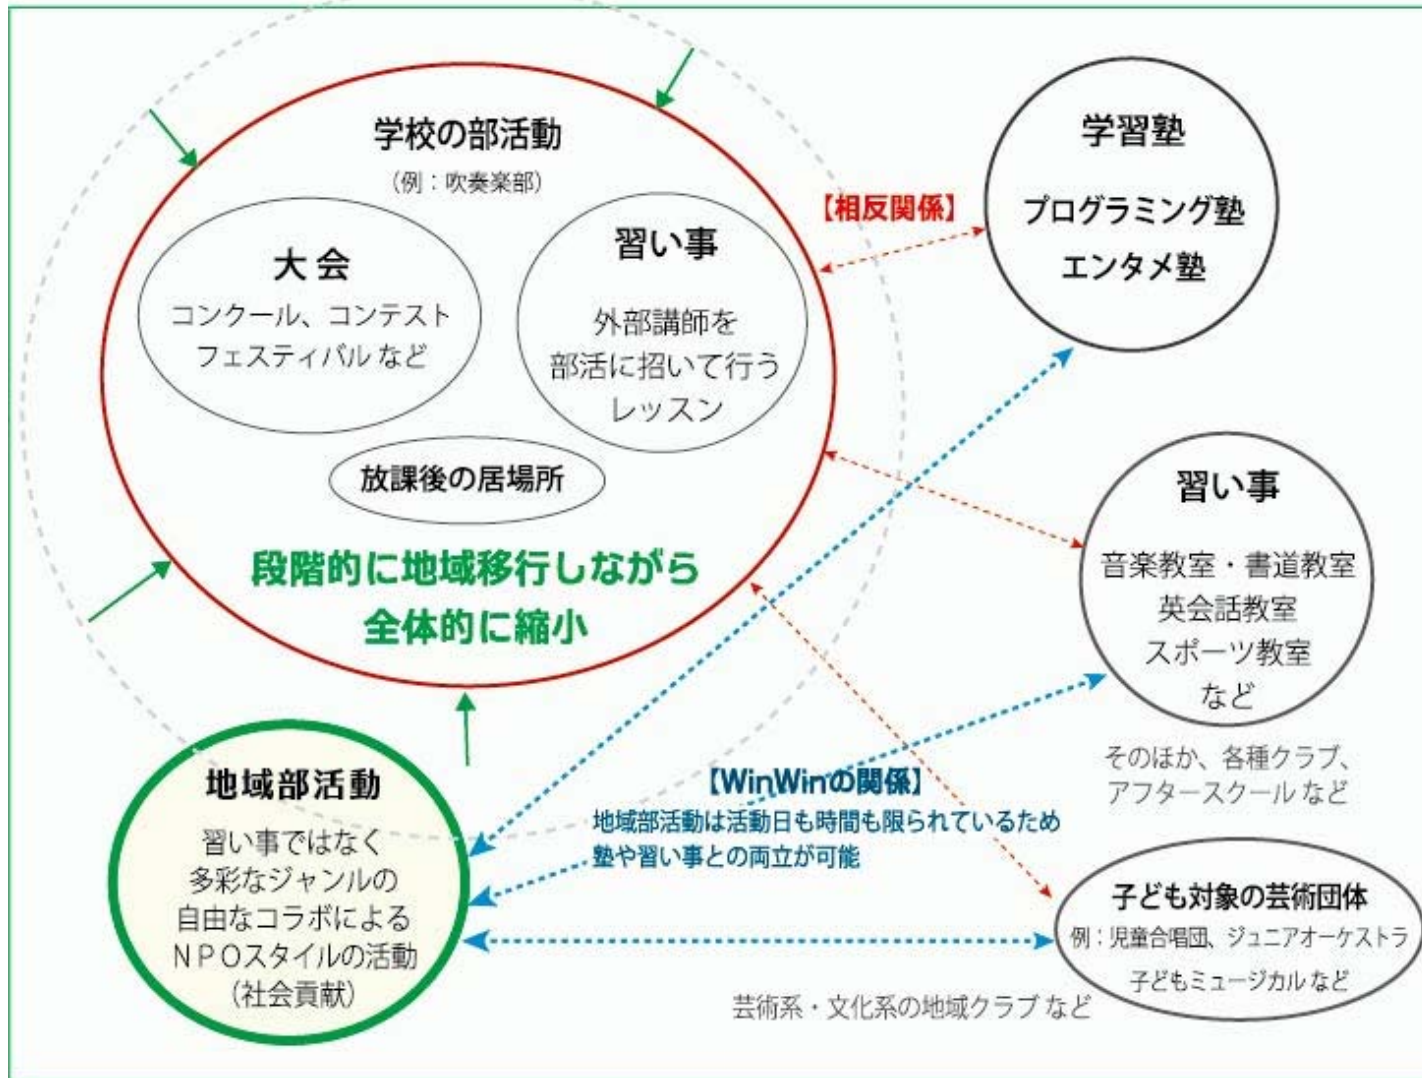 学校の部活動
（例：吹奏楽部）
大 会
コンクール、コンテスト
フェスティバル など
習い事
外部講師を
部活に招いて行う
レッスン
放課後の居場所
段階的に地域移行しながら
全体的に縮小
【相反関係】
学習塾
プログラミング塾
エンタメ塾
習い事
音楽教室・書道教室
英会話教室
スポーツ教室
など
そのほか、各種クラブ、
アフタースクール など
地域部活動
習い事ではなく
多彩なジャンルの
自由なコラボによる
ＮＰＯスタイルの活動
（社会貢献）
【WinWinの関係】
地域部活動は活動日も時間も限られているため
塾や習い事との両立が可能
子ども対象の芸術団体
例：児童合唱団、ジュニアオーケストラ
子どもミュージカル など
芸術系・文化系の地域クラブ など